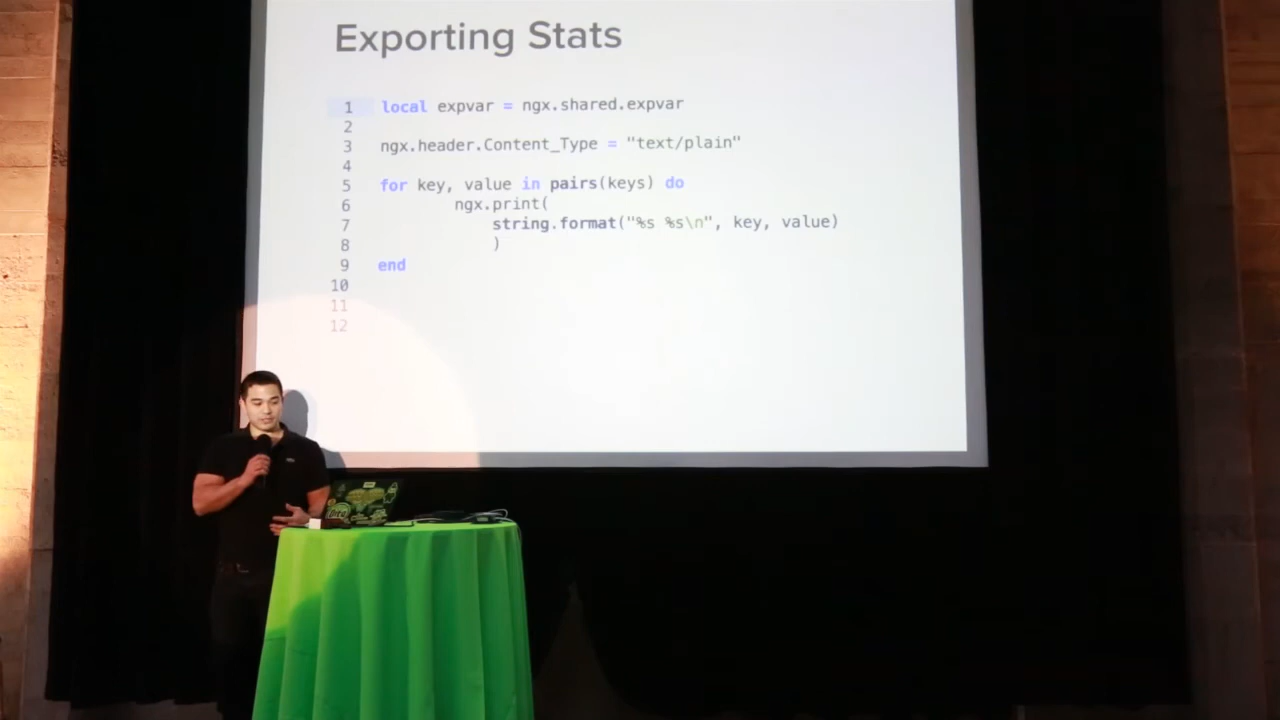 Exporting Stats
1 local expvar = ngx.shared.expvar
2
3 ngx.header.Content_Type = "text/plain"
4
5 for key, value in pairs(keys) do
6 ngx.print(
7 string.format("%s %s\n", key, value)
8 )
9 end
10
11
12